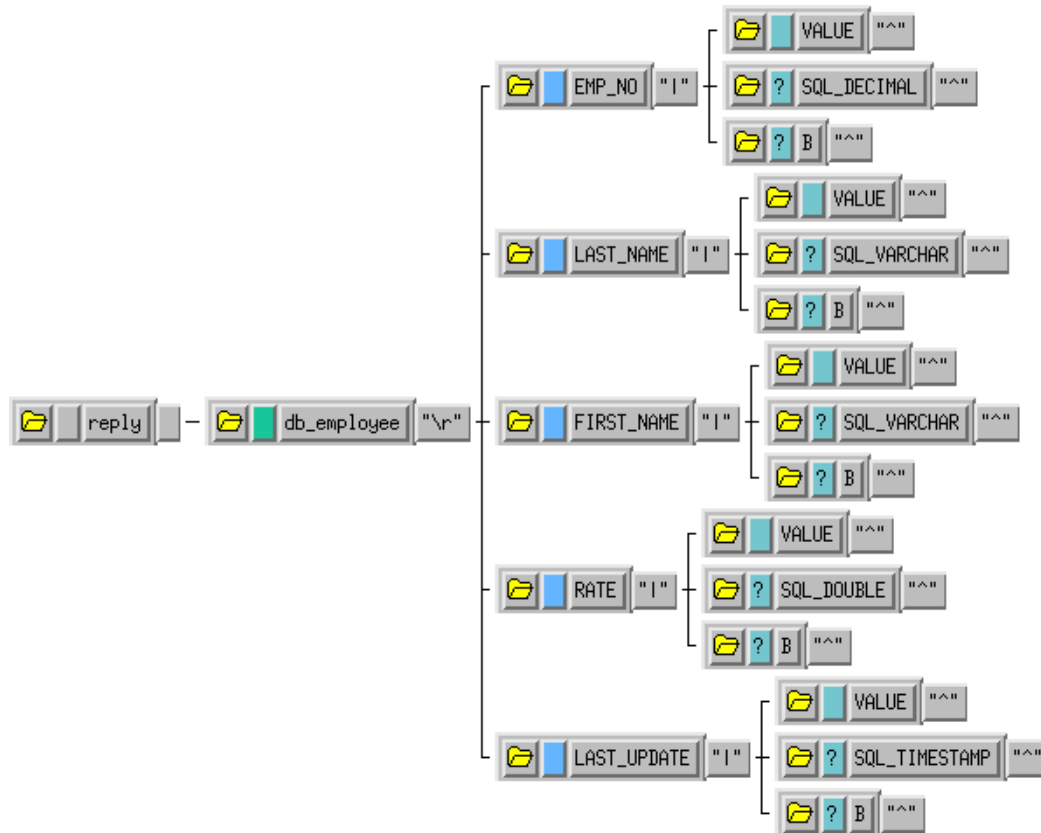 VALUE "^"
EMP_NO "|" ? SQL_DECIMAL "^"
? B "^"
VALUE "^"
LAST_NAME "|" ? SQL_VARCHAR "^"
? B "^"
VALUE "^"
reply db_employee "\r" FIRST_NAME "|" ? SQL_VARCHAR "^"
? B "^"
VALUE "^"
RATE "|" ? SQL_DOUBLE "^"
? B "^"
VALUE "^"
LAST_UPDATE "|" ? SQL_TIMESTAMP "^"
? B "^"